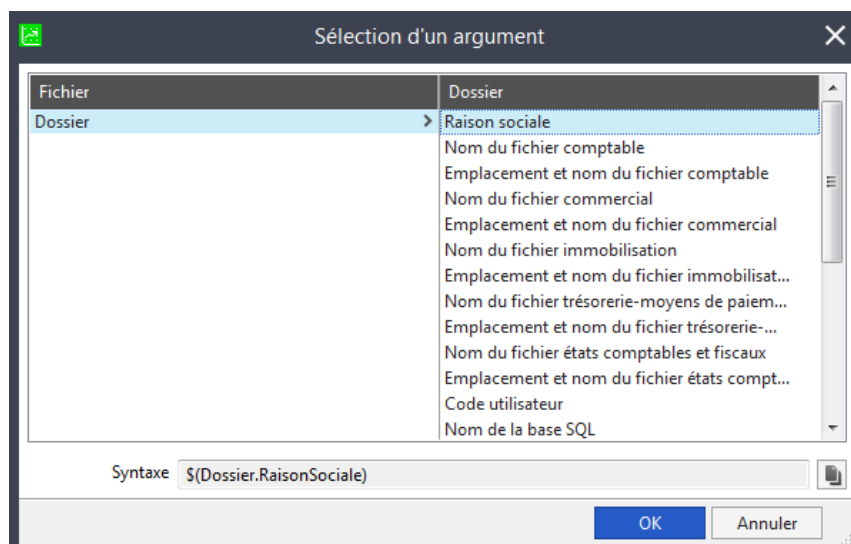 Sélection d'un argument
Fichier
Dossier
Dossier
Raison sociale
Nom du fichier comptable
Emplacement et nom du fichier comptable
Nom du fichier commercial
Emplacement et nom du fichier commercial
Nom du fichier immobilisation
Emplacement et nom du fichier immobilisat...
Nom du fichier trésorerie-moyens de paiem...
Emplacement et nom du fichier trésorerie-...
Nom du fichier états comptables et fiscaux
Emplacement et nom du fichier états compt...
Code utilisateur
Nom de la base SQL
Syntaxe $(Dossier.RaisonSociale)
OK Annuler